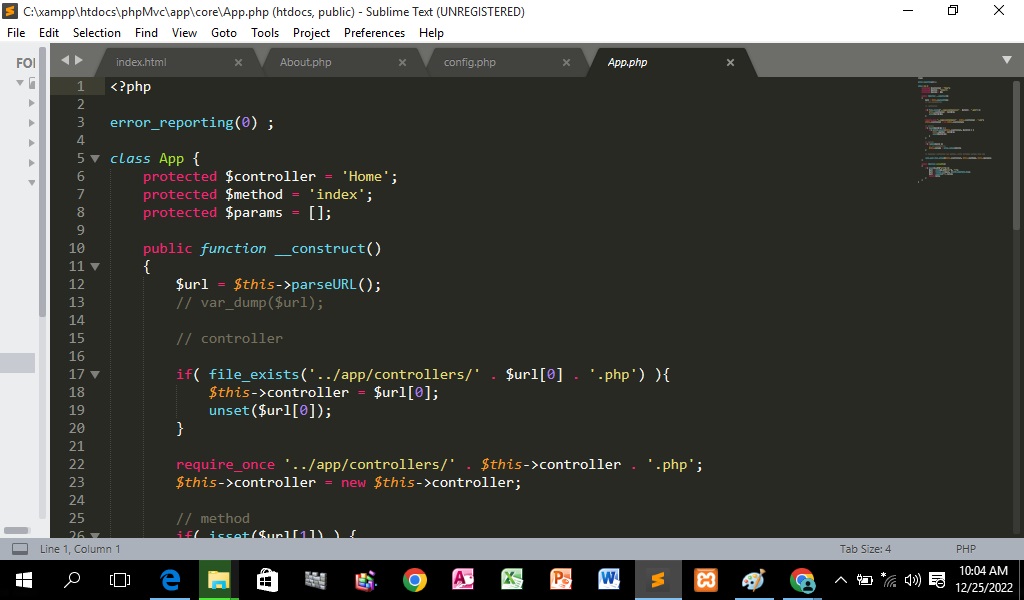 C:\xampp\htdocs\phpMvc\app\core\App.php (htdocs, public) - Sublime Text (UNREGISTERED)
File Edit Selection Find View Goto Tools Project Preferences Help
FOI
index.html × About.php × config.php × App.php ×
1 <?php
2
3 error_reporting(0) ;
4
5 class App {
6 protected $controller = 'Home';
7 protected $method = 'index';
8 protected $params = [];
9
10 public function __construct()
11 {
12 $url = $this->parseURL();
13 // var_dump($url);
14
15 // controller
16
17 if( file_exists('../app/controllers/' . $url[0] . '.php') ){
18 $this->controller = $url[0];
19 unset($url[0]);
20 }
21
22 require_once '../app/controllers/' . $this->controller . '.php';
23 $this->controller = new $this->controller;
24
25 // method
26 if( isset($url[1]) ) {
Line 1, Column 1 Tab Size: 4 PHP
10:04 AM
12/25/2022